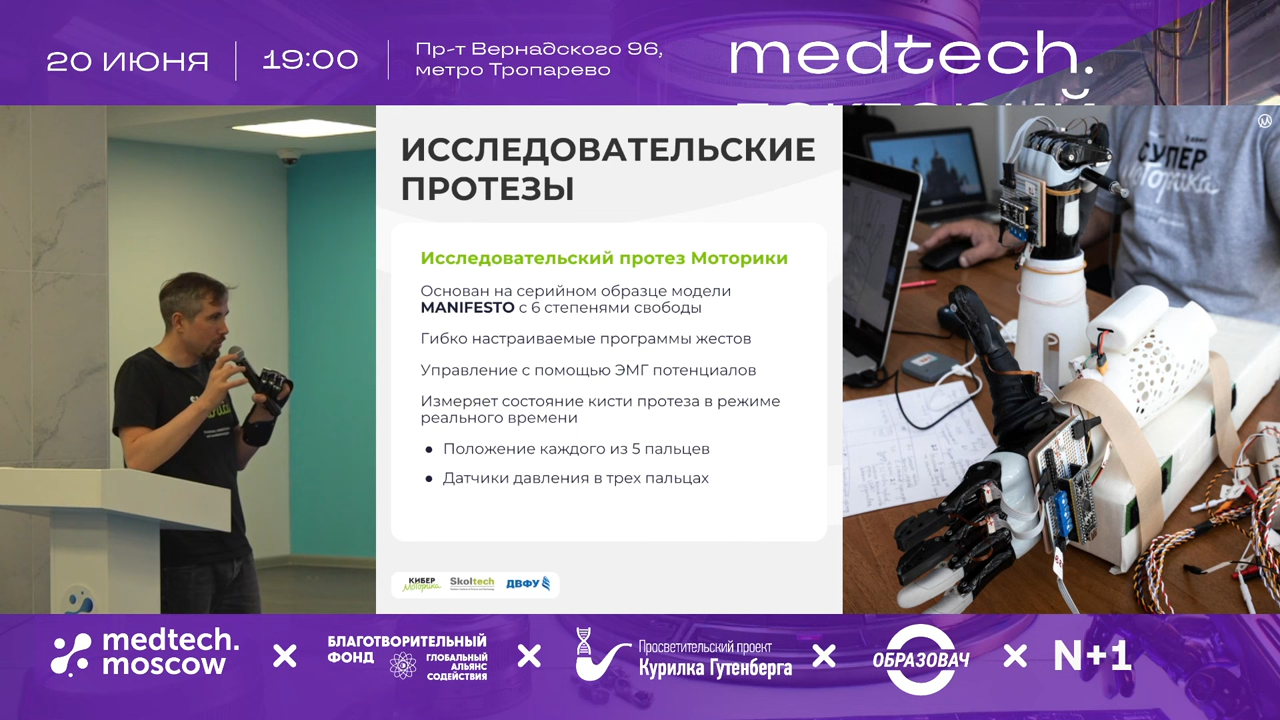 20 ИЮНЯ
19:00
Пр-т Вернадского 96,
метро Тропарево
medtech.
лекторий
ИССЛЕДОВАТЕЛЬСКИЕ
ПРОТЕЗЫ
Исследовательский протез Моторики
Основан на серийном образце модели
MANIFESTO с 6 степенями свободы
Гибко настраиваемые программы жестов
Управление с помощью ЭМГ потенциалов
Измеряет состояние кисти протеза в режиме
реального времени
● Положение каждого из 5 пальцев
● Датчики давления в трех пальцах
КИБЕР
Моторика
Skoltech
ДВФУ
СУПЕР
Моторика
medtech.
moscow
×
БЛАГОТВОРИТЕЛЬНЫЙ
ФОНД
ГЛОБАЛЬНЫЙ
АЛЬЯНС
СОДЕЙСТВИЯ
×
Просветительский проект
Курилка Гутенберга
×
ОБРАЗОВАЧ
×
N+1